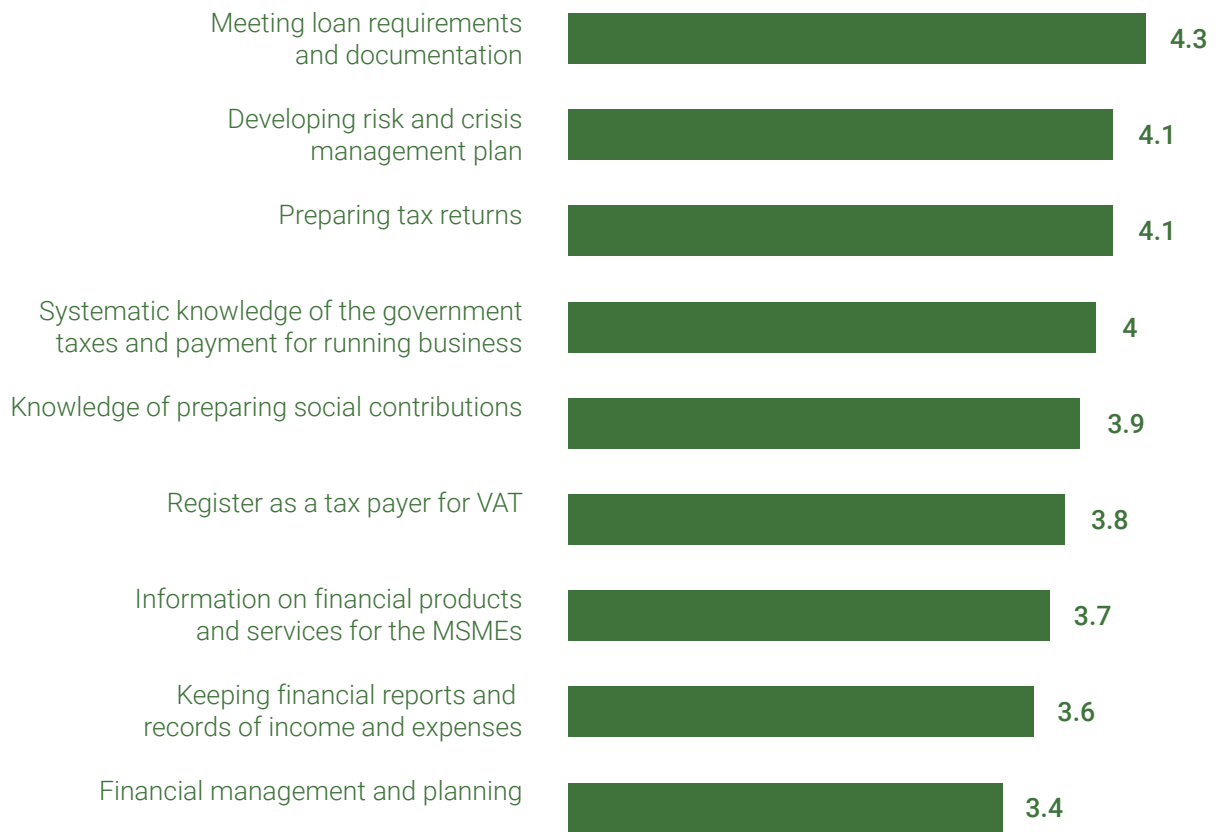 Meeting loan requirements
and documentation
4.3
Developing risk and crisis
management plan
4.1
Preparing tax returns
4.1
Systematic knowledge of the government
taxes and payment for running business
4
Knowledge of preparing social contributions
3.9
Register as a tax payer for VAT
3.8
Information on financial products
and services for the MSMEs
3.7
Keeping financial reports and
records of income and expenses
3.6
Financial management and planning
3.4